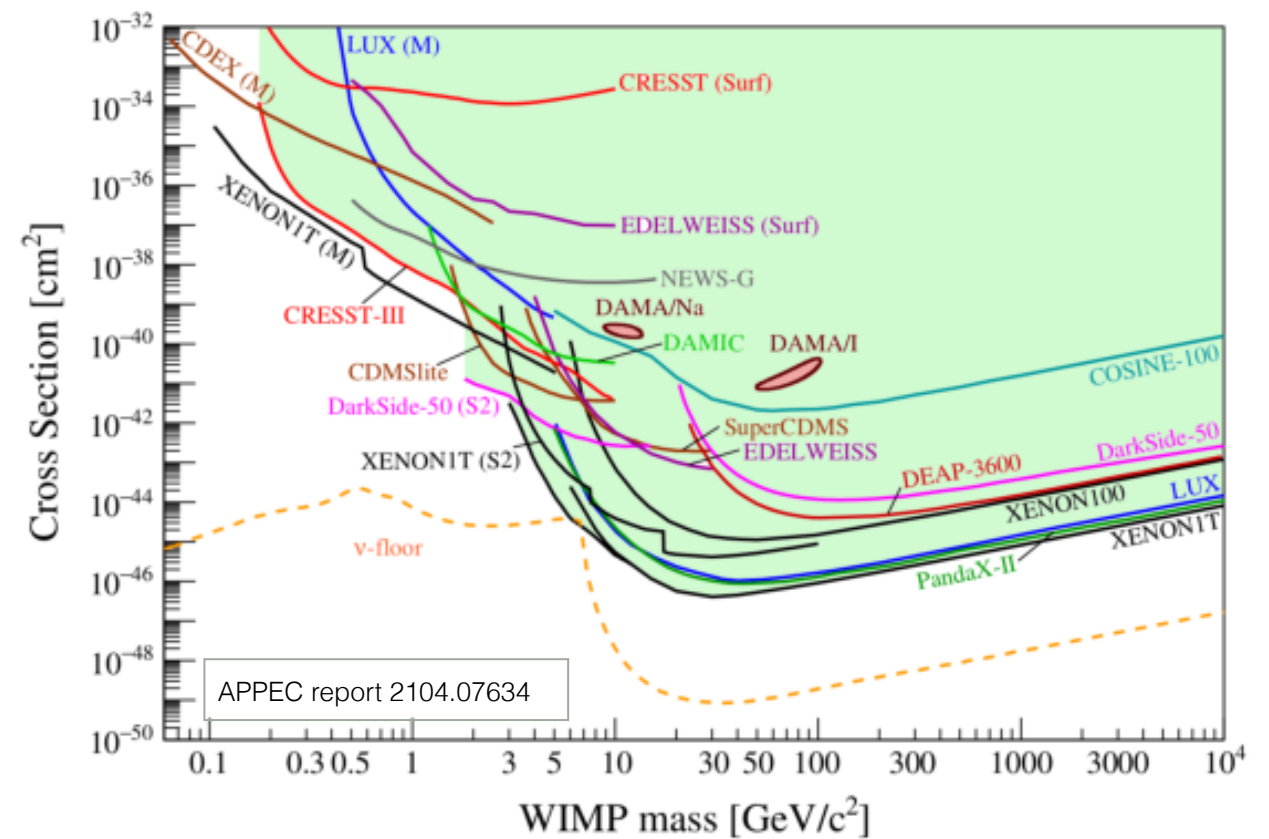 10⁻³²
10⁻³⁴
10⁻³⁶
10⁻³⁸
10⁻⁴⁰
10⁻⁴²
10⁻⁴⁴
10⁻⁴⁶
10⁻⁴⁸
10⁻⁵⁰
Cross Section [cm²]
CDEX (M)
LUX (M)
CRESST (Surf)
XENON1T (M)
EDELWEISS (Surf)
NEWS-G
CRESST-III
DAMA/Na
DAMIC
DAMA/I
CDMSlite
COSINE-100
DarkSide-50 (S2)
SuperCDMS
XENON1T (S2)
EDELWEISS
DarkSide-50
DEAP-3600
XENON100
LUX
XENON1T
PandaX-II
ν-floor
APPEC report 2104.07634
0.1 0.3 0.5 1 3 5 10 30 50 100 300 1000 3000 10⁴
WIMP mass [GeV/c²]